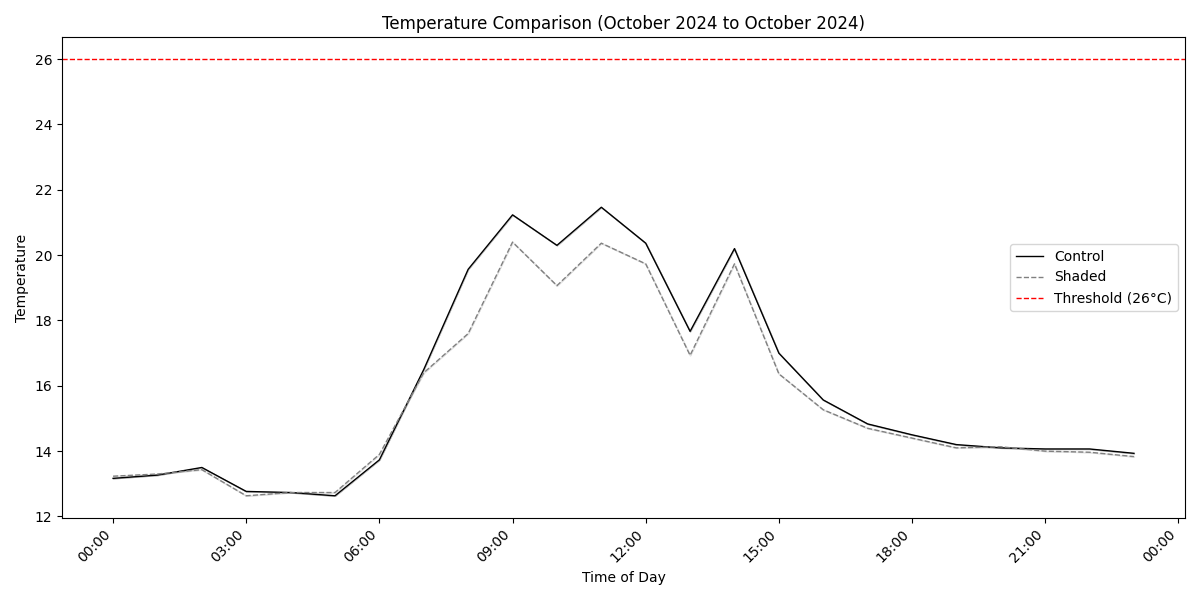 Temperature Comparison (October 2024 to October 2024)
26
24
22
20
18
16
14
12
Temperature
Control
Shaded
Threshold (26°C)
00:00
03:00
06:00
09:00
12:00
15:00
18:00
21:00
00:00
Time of Day